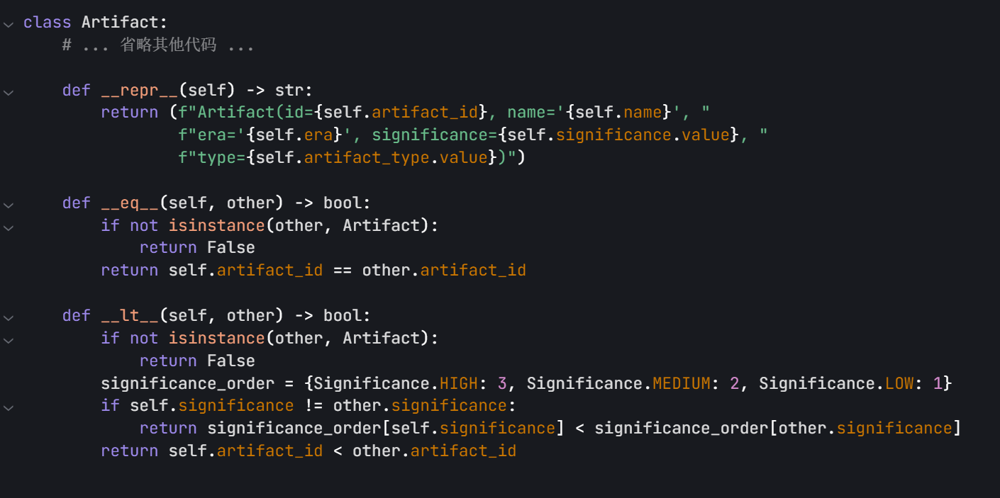 class Artifact:
    # ... 省略其他代码 ...

    def __repr__(self) -> str:
        return (f"Artifact(id={self.artifact_id}, name='{self.name}', "
                f"era='{self.era}', significance={self.significance.value}, "
                f"type={self.artifact_type.value})")

    def __eq__(self, other) -> bool:
        if not isinstance(other, Artifact):
            return False
        return self.artifact_id == other.artifact_id

    def __lt__(self, other) -> bool:
        if not isinstance(other, Artifact):
            return False
        significance_order = {Significance.HIGH: 3, Significance.MEDIUM: 2, Significance.LOW: 1}
        if self.significance != other.significance:
            return significance_order[self.significance] < significance_order[other.significance]
        return self.artifact_id < other.artifact_id